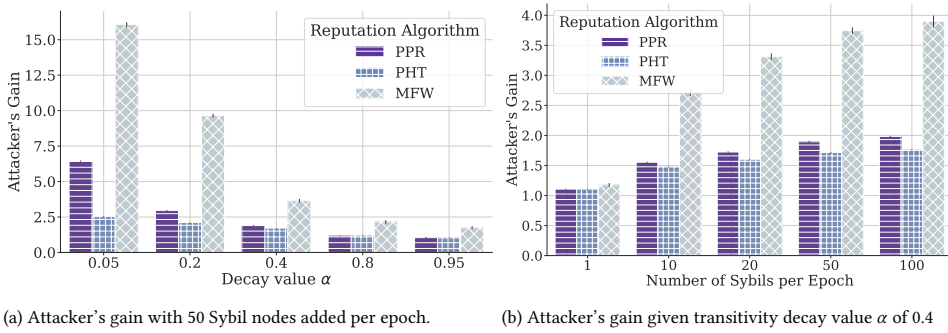 Attacker's Gain
15.0
12.5
10.0
7.5
5.0
2.5
0.0
Reputation Algorithm
PPR
PHT
MFW
0.05 0.2 0.4 0.8 0.95
Decay value α
(a) Attacker's gain with 50 Sybil nodes added per epoch.
Attacker's Gain
4.0
3.5
3.0
2.5
2.0
1.5
1.0
0.5
0.0
Reputation Algorithm
PPR
PHT
MFW
1 10 20 50 100
Number of Sybils per Epoch
(b) Attacker's gain given transitivity decay value α of 0.4